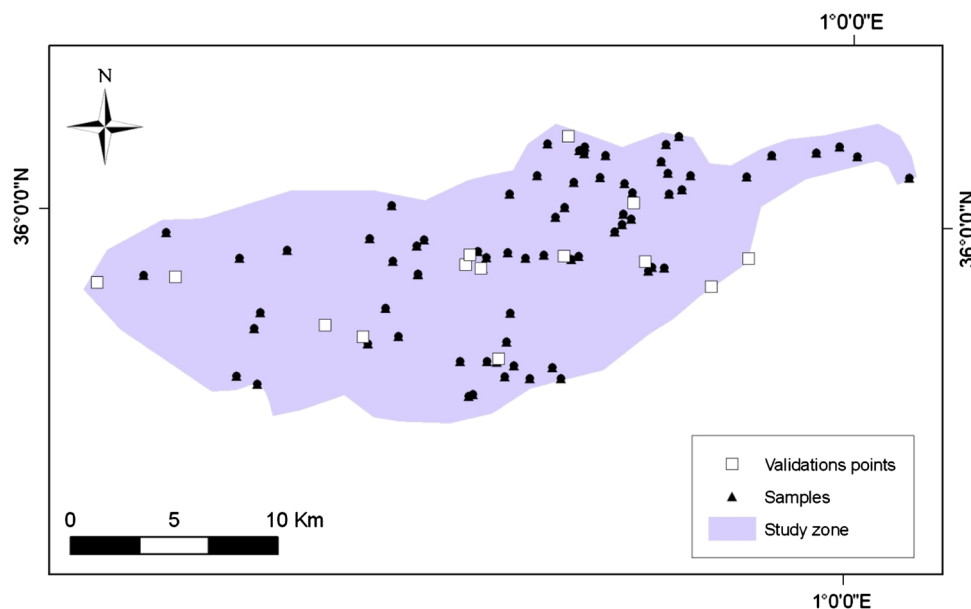 1°0'0"E
N
36°0'0"N
36°0'0"N
Validations points
Samples
Study zone
0 5 10 Km
1°0'0"E